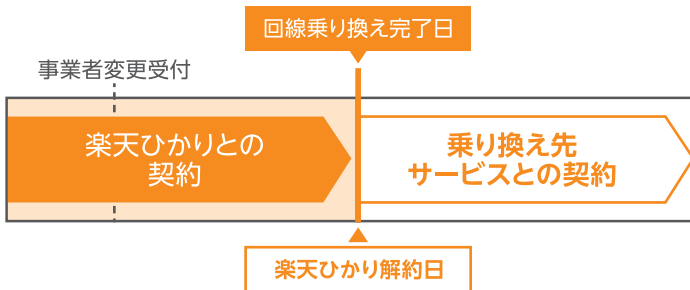 回線乗り換え完了日
事業者変更受付
楽天ひかりとの
契約
乗り換え先
サービスとの契約
楽天ひかり解約日